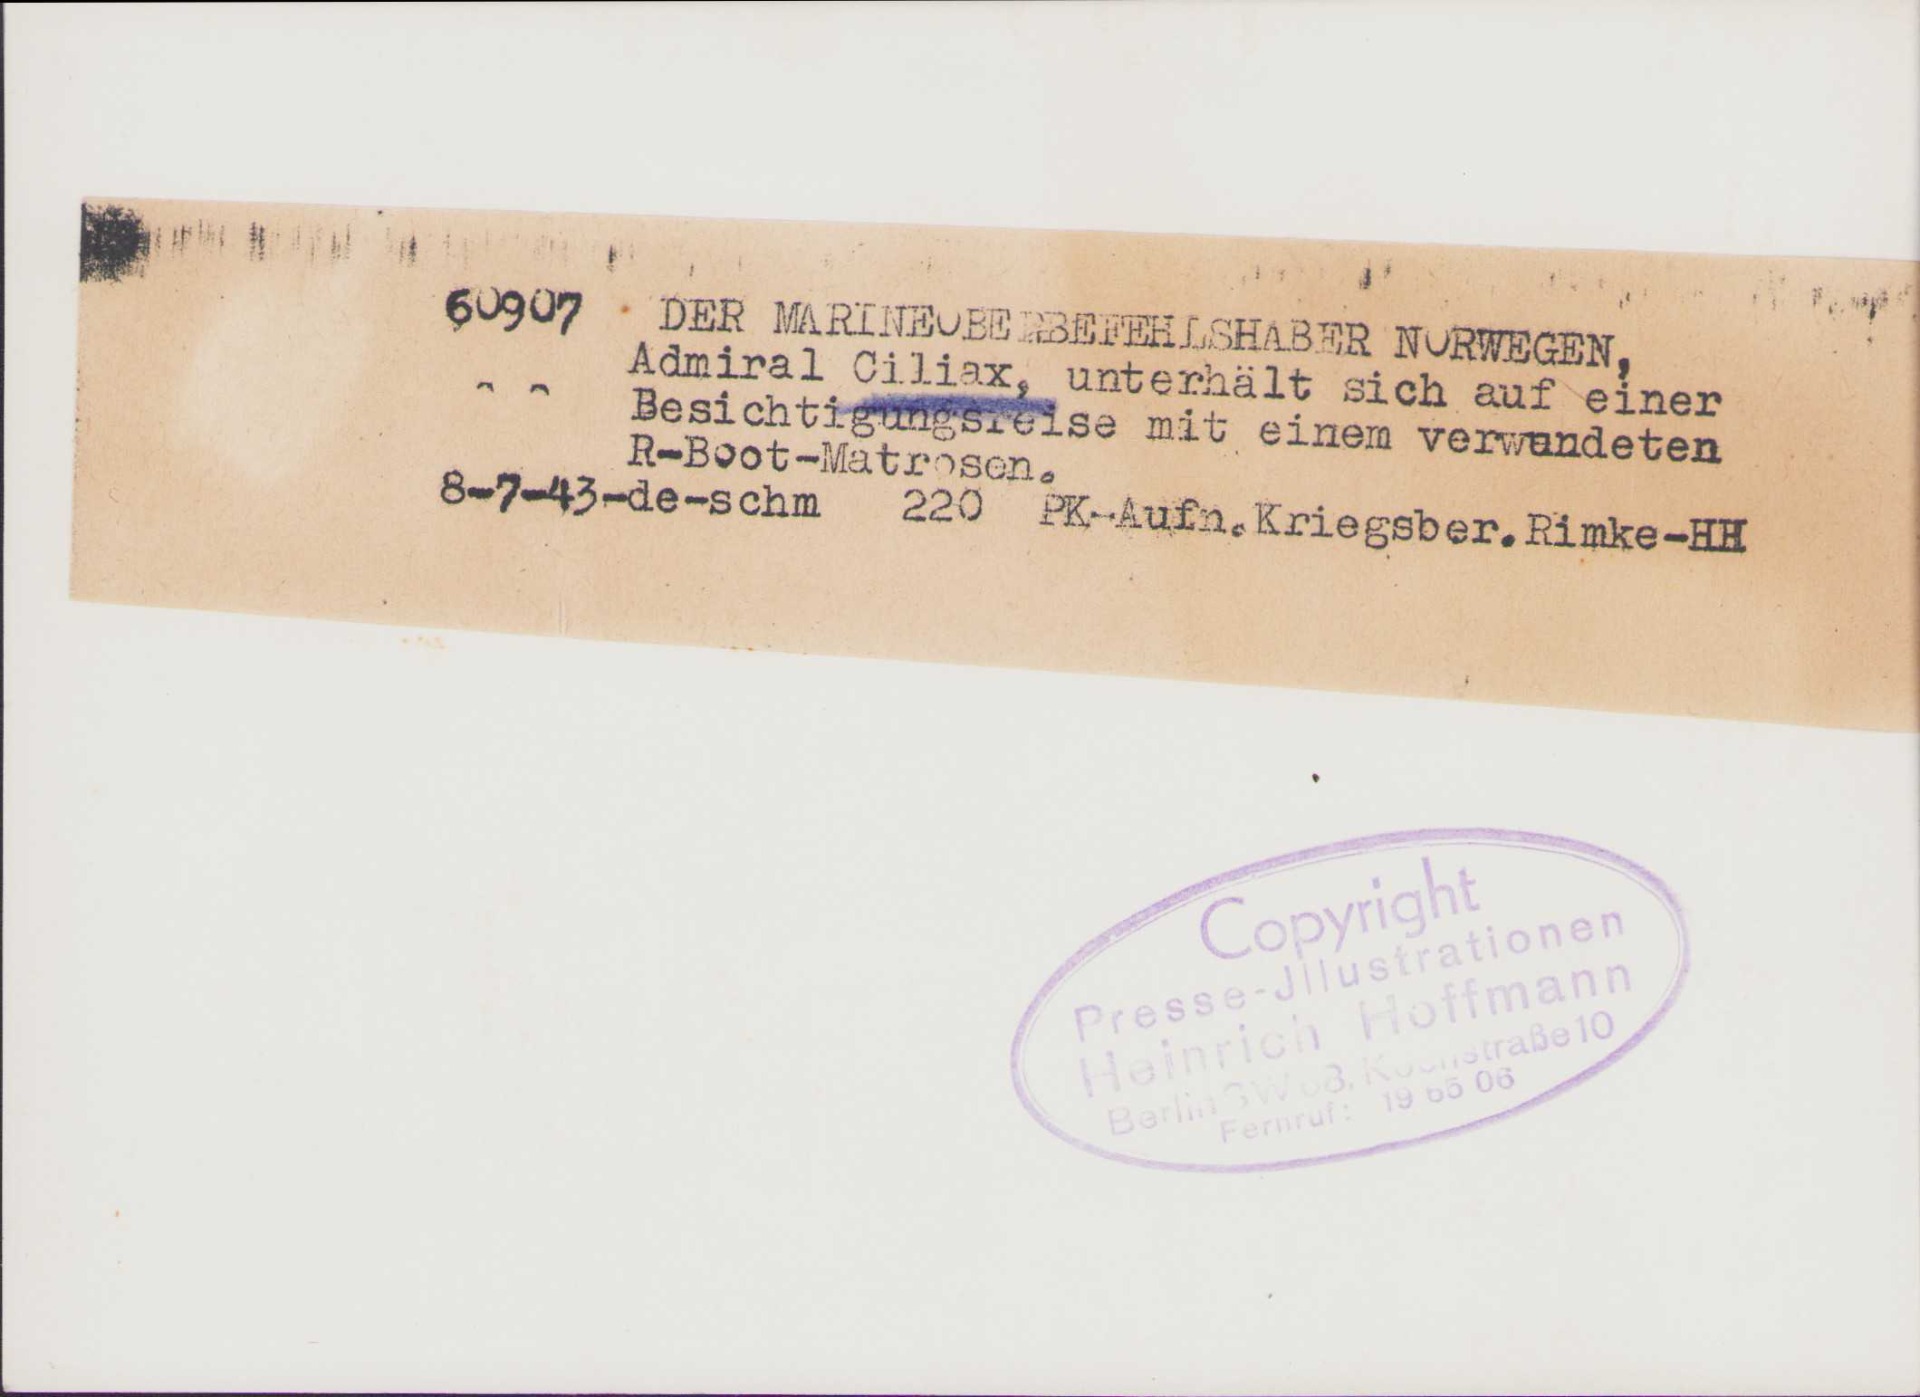 60907 DER MARINEOBERBEFEHLSHABER NORWEGEN,
Admiral Ciliax, unterhält sich auf einer
Besichtigungsreise mit einem verwundeten
R-Boot-Matrosen.
8-7-43-de-schm 220 PK-Aufn.Kriegsber.Rimke-HH
Copyright
Presse-Jllustrationen
Heinrich Hoffmann
Berlin SW 68, Kochstraße 10
Fernruf: 19 55 06